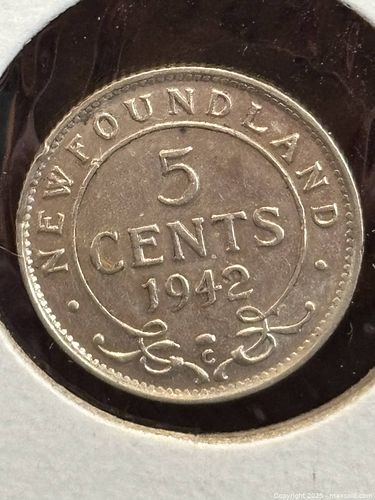 NEWFOUNDLAND
5
CENTS
1942
C
Copyright 2025 - maxsold.com